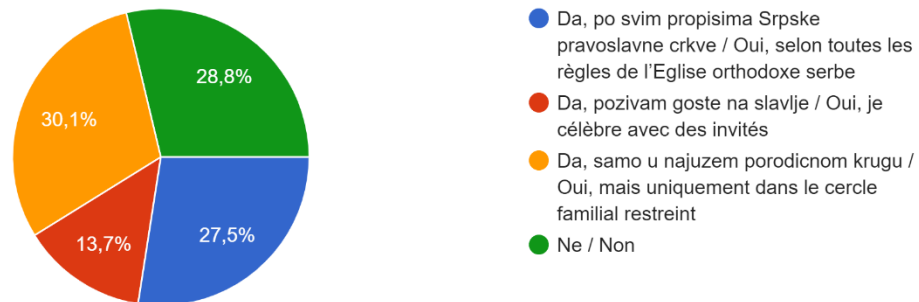 28,8%
30,1%
13,7%
27,5%
Da, po svim propisima Srpske
pravoslavne crkve / Oui, selon toutes les
règles de l'Eglise orthodoxe serbe
Da, pozivam goste na slavlje / Oui, je
célèbre avec des invités
Da, samo u najuzem porodicnom krugu /
Oui, mais uniquement dans le cercle
familial restreint
Ne / Non